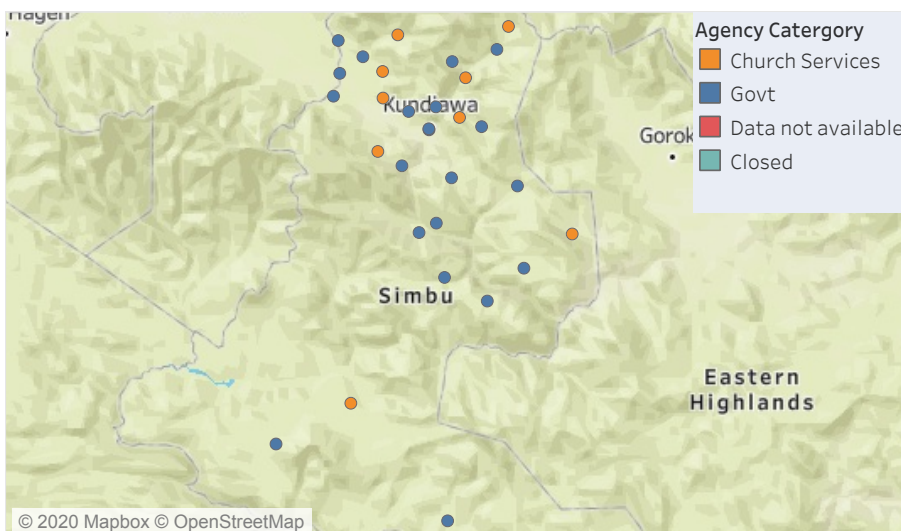 Hagen
Agency Catergory
Church Services
Govt
Data not available
Closed
Kundiawa
Gorok
Simbu
Eastern
Highlands
© 2020 Mapbox © OpenStreetMap